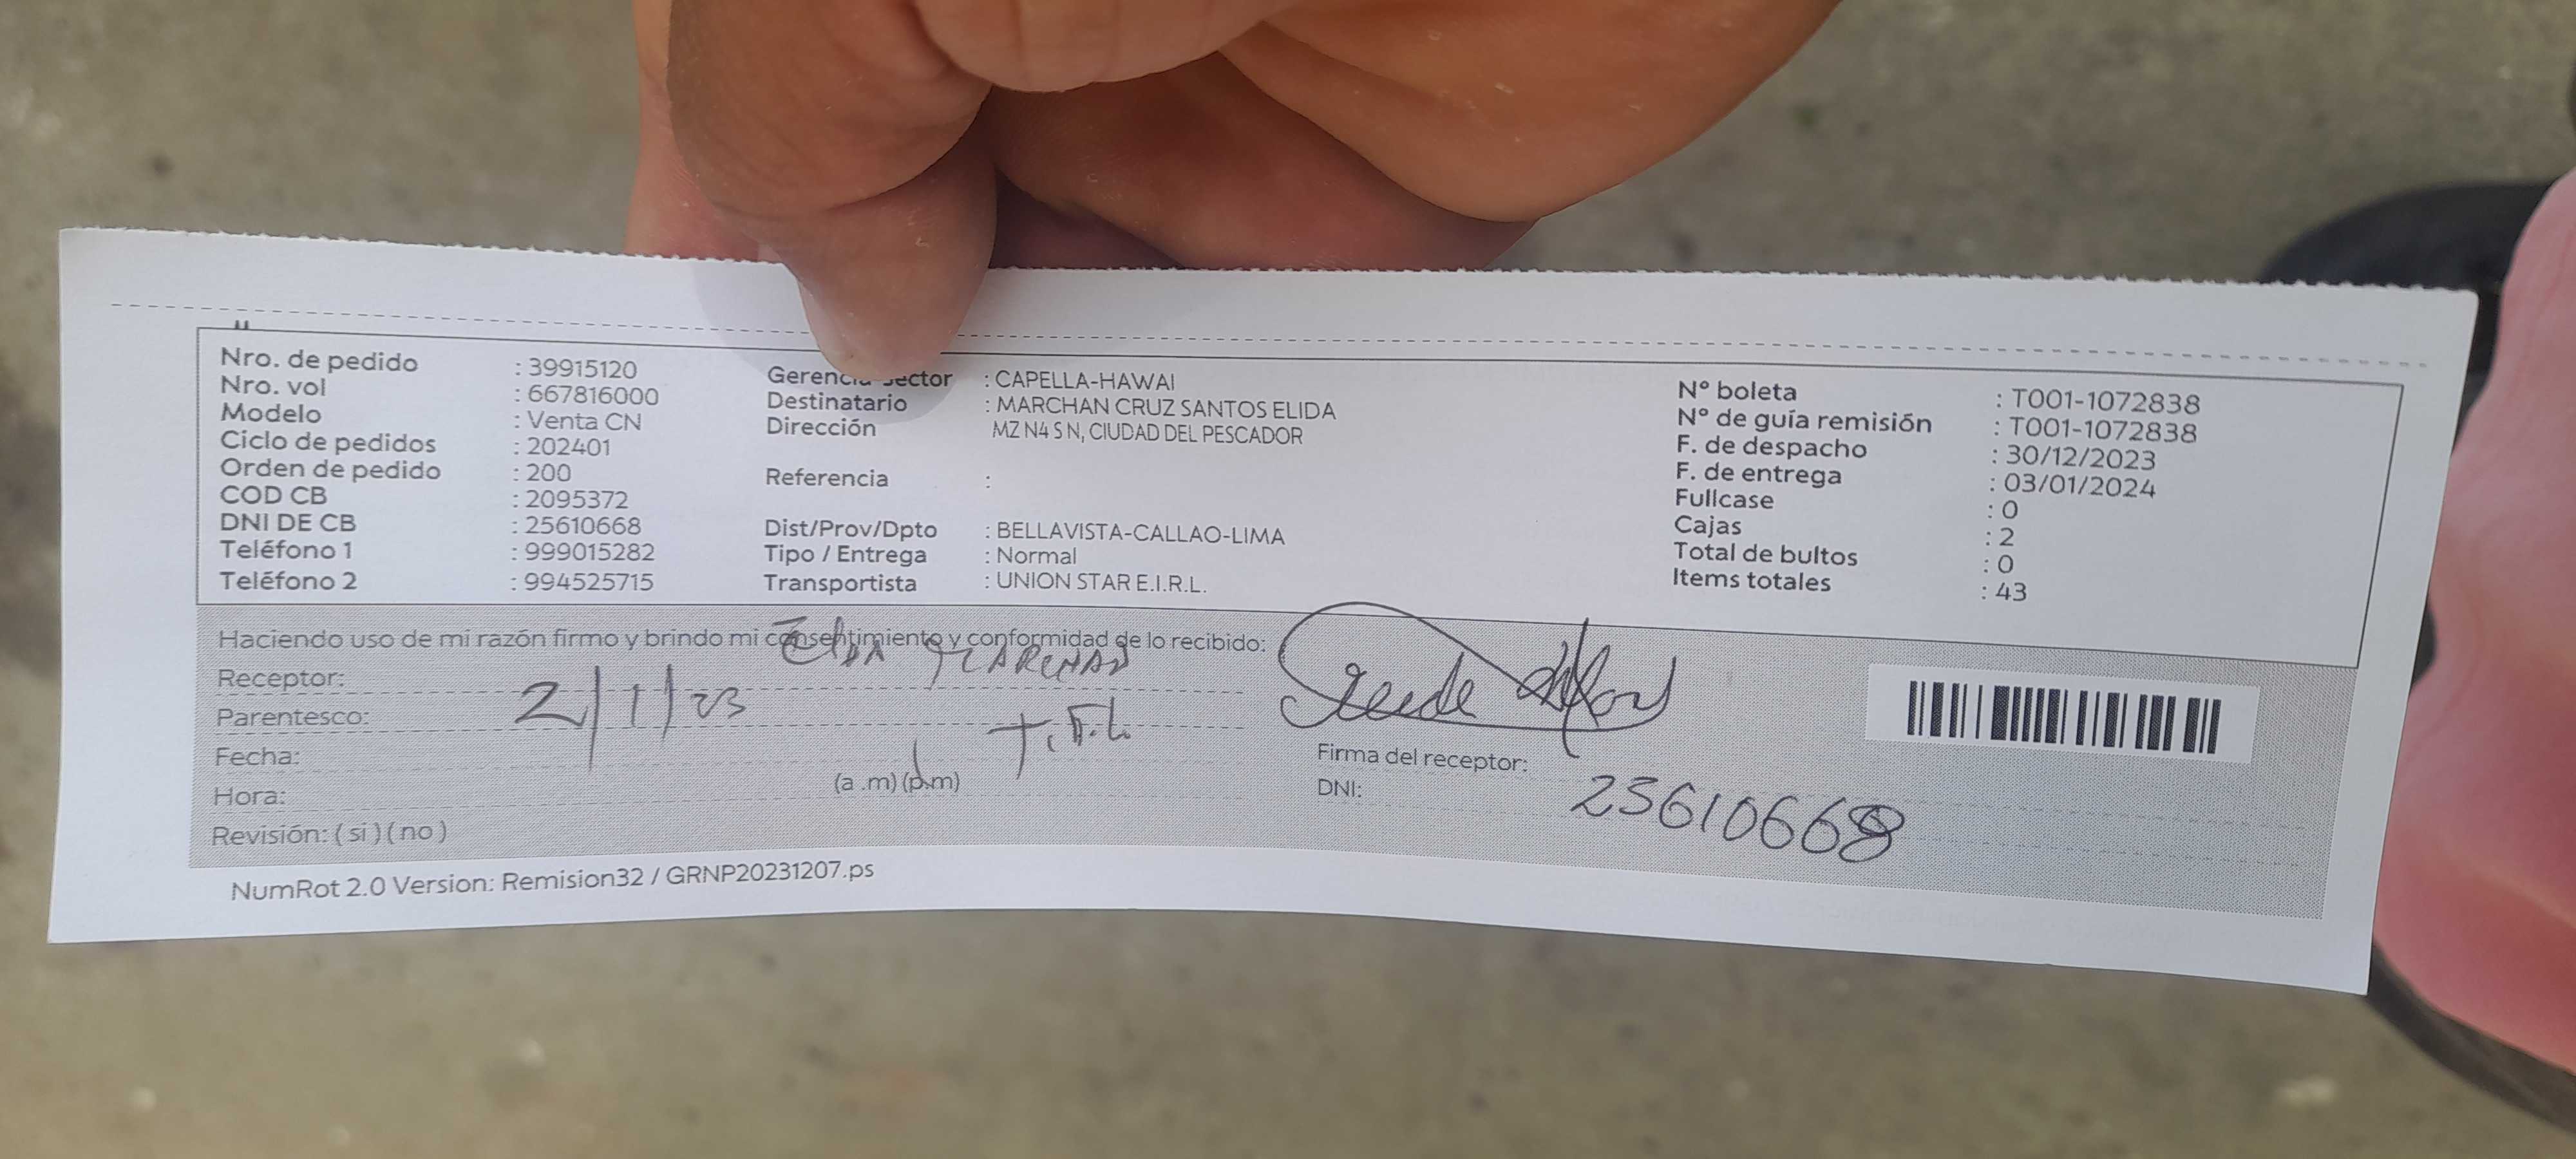 Nro. de pedido : 39915120
Nro. vol : 667816000
Modelo : Venta CN
Ciclo de pedidos : 202401
Orden de pedido : 200
COD CB : 2095372
DNI DE CB : 25610668
Teléfono 1 : 999015282
Teléfono 2 : 994525715
Gerencia sector : CAPELLA-HAWAI
Destinatario : MARCHAN CRUZ SANTOS ELIDA
Dirección MZ N4 S N, CIUDAD DEL PESCADOR
Referencia :
Dist/Prov/Dpto : BELLAVISTA-CALLAO-LIMA
Tipo / Entrega : Normal
Transportista : UNION STAR E.I.R.L.
N° boleta : T001-1072838
N° de guía remisión : T001-1072838
F. de despacho : 30/12/2023
F. de entrega : 03/01/2024
Fullcase : 0
Cajas : 2
Total de bultos : 0
Items totales : 43
Haciendo uso de mi razón firmo y brindo mi consentimiento y conformidad de lo recibido:
Receptor:
Parentesco:
2/1/23
Fecha:
Hora: (a .m) (p.m)
Revisión: ( si ) ( no )
Firma del receptor:
DNI: 25610668
NumRot 2.0 Version: Remision32 / GRNP20231207.ps